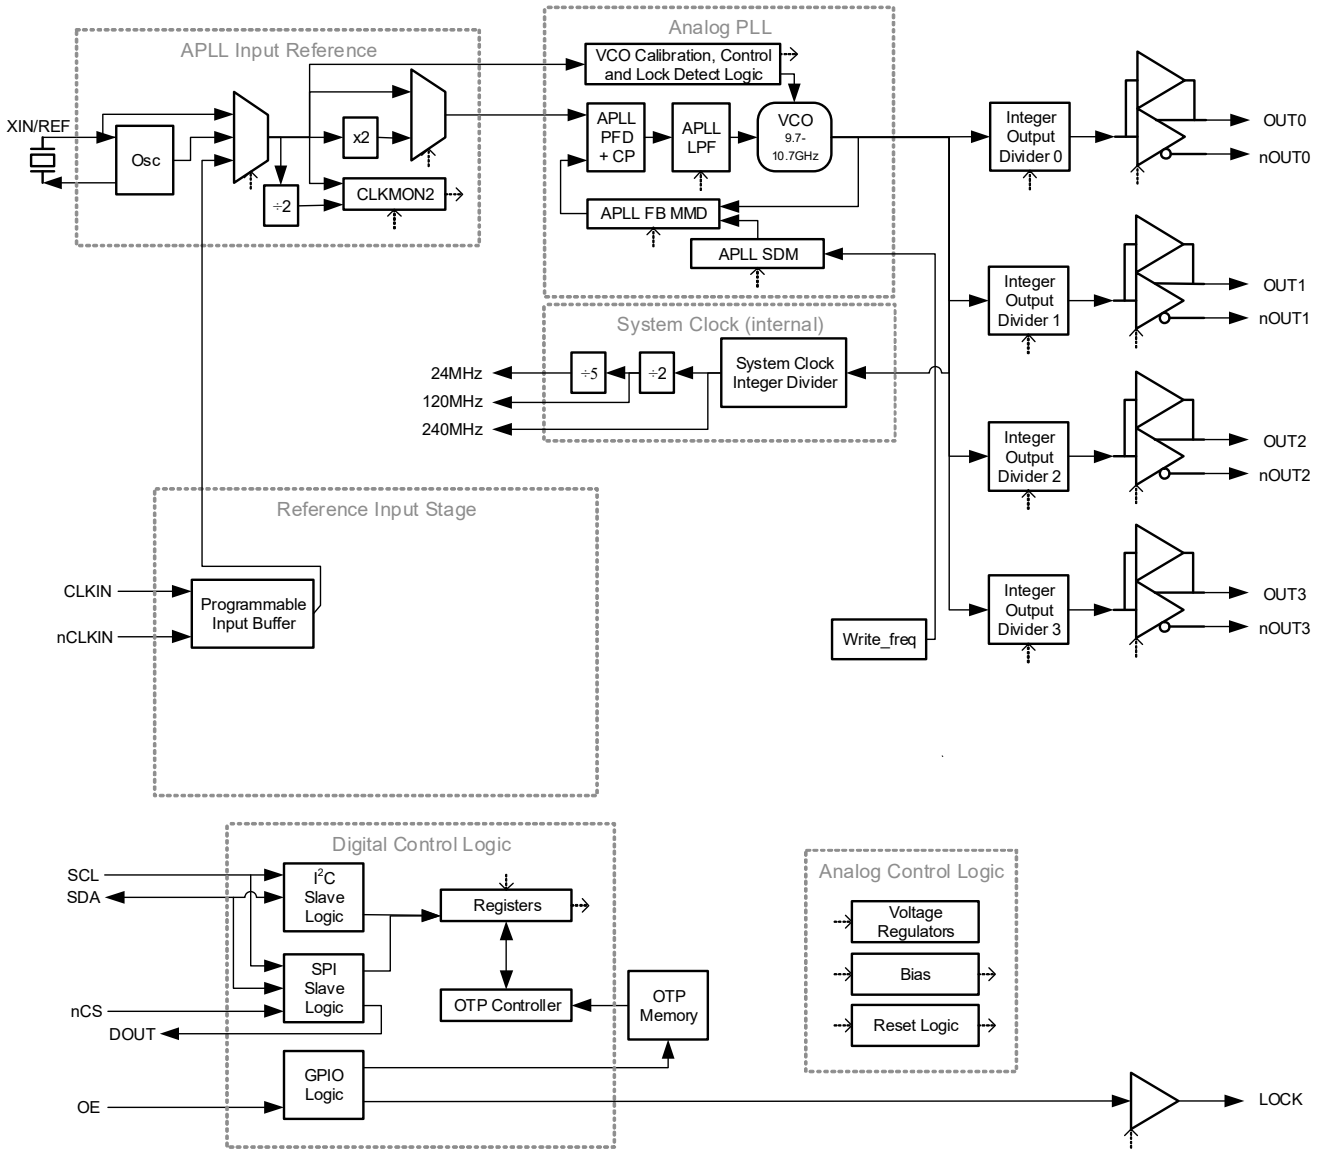 Analog PLL
APLL Input Reference
VCO Calibration, Control
and Lock Detect Logic
XIN/REF
Osc
x2
÷2
CLKMON2
APLL
PFD
+ CP
APLL
LPF
VCO
9.7-
10.7GHz
APLL FB MMD
APLL SDM
Integer
Output
Divider 0
OUT0
nOUT0
Integer
Output
Divider 1
OUT1
nOUT1
System Clock (internal)
System Clock
Integer Divider
÷2
÷5
24MHz
120MHz
240MHz
Integer
Output
Divider 2
OUT2
nOUT2
Reference Input Stage
CLKIN
nCLKIN
Programmable
Input Buffer
Write_freq
Integer
Output
Divider 3
OUT3
nOUT3
Digital Control Logic
SCL
SDA
I²C
Slave
Logic
Registers
SPI
Slave
Logic
nCS
DOUT
OTP Controller
OTP
Memory
GPIO
Logic
OE
Analog Control Logic
Voltage
Regulators
Bias
Reset Logic
LOCK